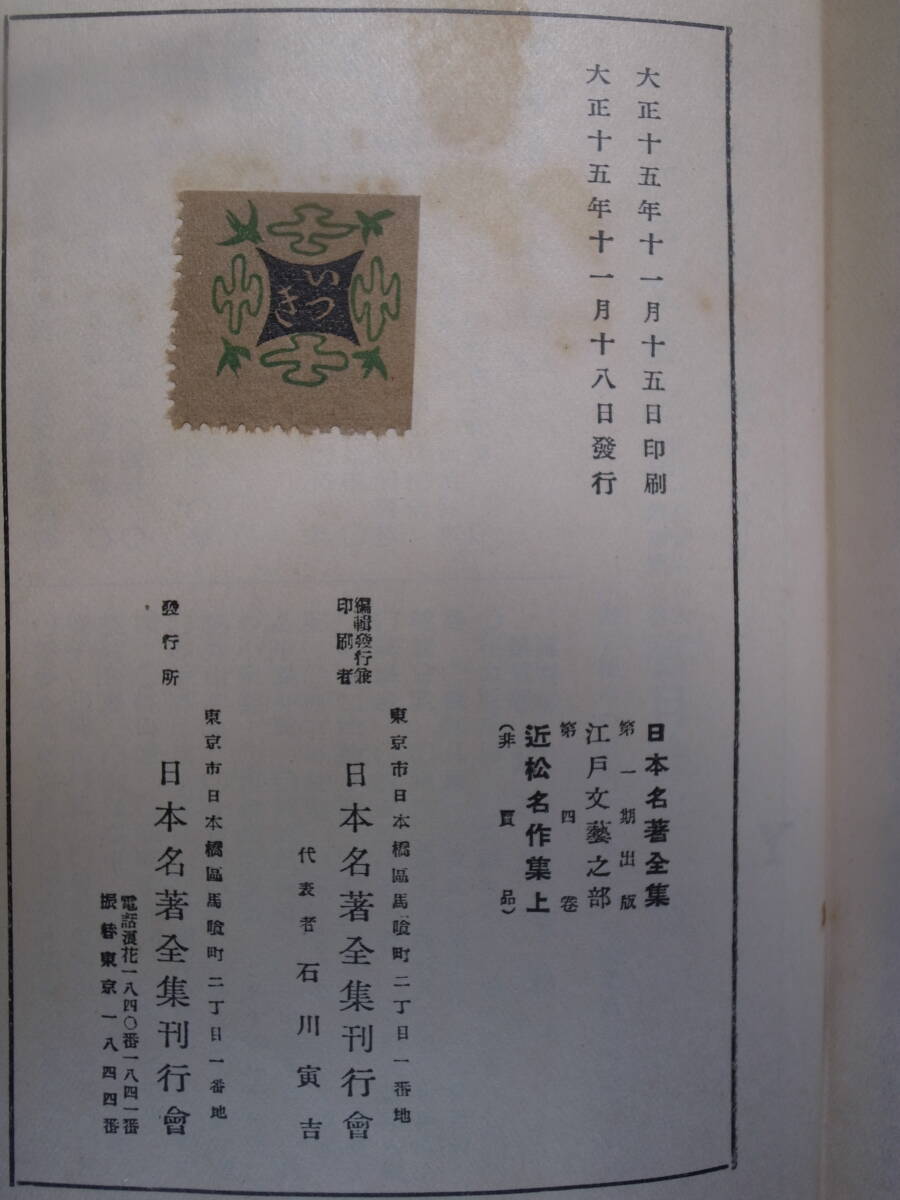 大正十五年十一月十五日印刷
大正十五年十一月十八日發行
いつ
き
日本名著全集
第一期出版
江戸文藝之部
第四卷
近松名作集上
(非賣品)
東京市日本橋區馬喰町二丁目一番地
編輯發行兼
印刷者
日本名著全集刊行會
代表者 石川寅吉
東京市日本橋區馬喰町二丁目一番地
發行所
日本名著全集刊行會
電話浪花一八四〇番一八四一番
振替東京一八四四番